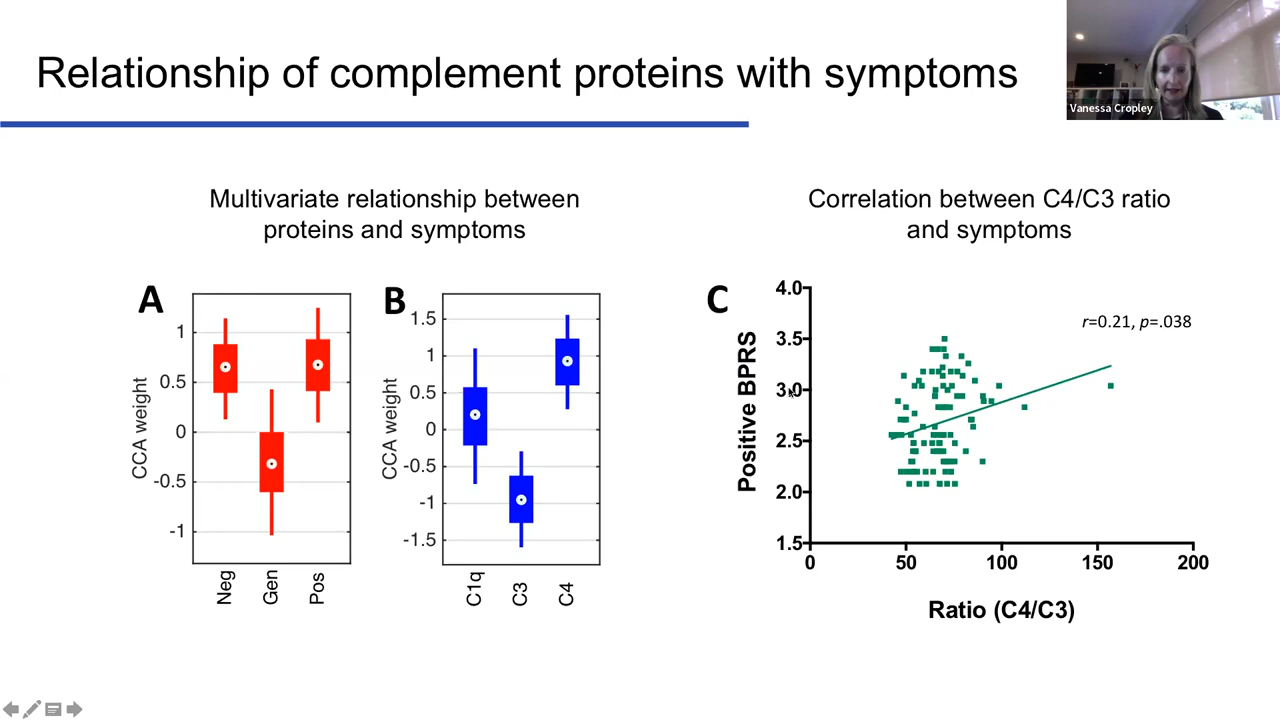 Relationship of complement proteins with symptoms
Vanessa Cropley
Multivariate relationship between
proteins and symptoms
Correlation between C4/C3 ratio
and symptoms
A
CCA weight
1
0.5
0
-0.5
-1
Neg
Gen
Pos
B
CCA weight
1.5
1
0.5
0
-0.5
-1
-1.5
C1q
C3
C4
C
Positive BPRS
4.0
3.5
3.0
2.5
2.0
1.5
r=0.21, p=.038
0
50
100
150
200
Ratio (C4/C3)